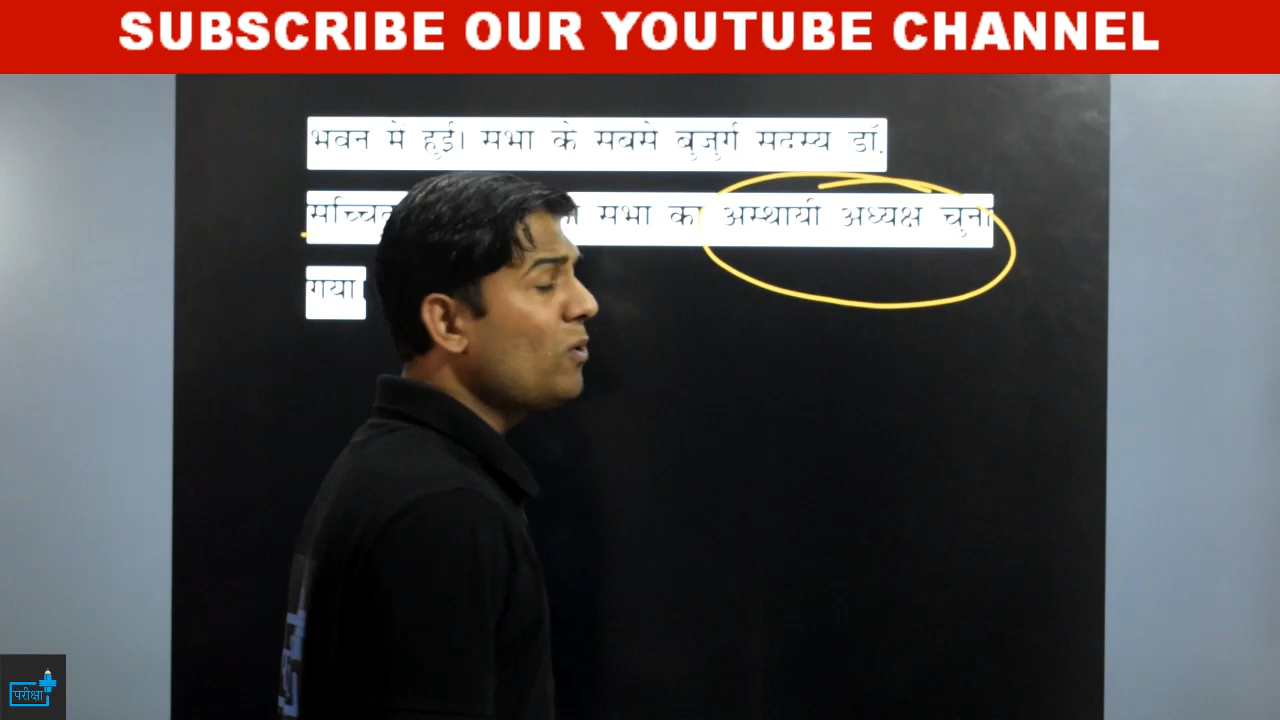 SUBSCRIBE OUR YOUTUBE CHANNEL
भवन में हुई। सभा के सबसे बुजुर्ग सदस्य डॉ.
सभा का अस्थायी अध्यक्ष चुना
गया
परीक्षा